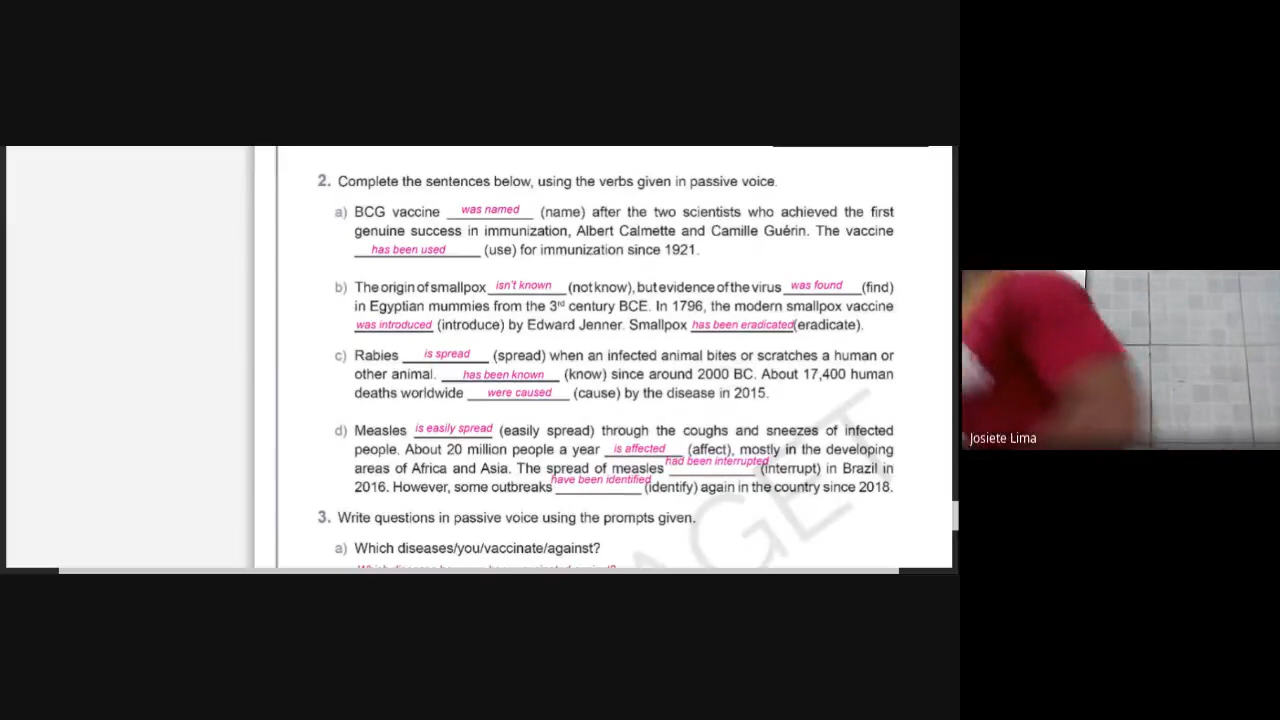 2. Complete the sentences below, using the verbs given in passive voice.
a) BCG vaccine was named (name) after the two scientists who achieved the first
genuine success in immunization, Albert Calmette and Camille Guérin. The vaccine
has been used (use) for immunization since 1921.
b) The origin of smallpox isn't known (not know), but evidence of the virus was found (find)
in Egyptian mummies from the 3rd century BCE. In 1796, the modern smallpox vaccine
was introduced (introduce) by Edward Jenner. Smallpox has been eradicated (eradicate).
c) Rabies is spread (spread) when an infected animal bites or scratches a human or
other animal. has been known (know) since around 2000 BC. About 17,400 human
deaths worldwide were caused (cause) by the disease in 2015.
d) Measles is easily spread (easily spread) through the coughs and sneezes of infected
people. About 20 million people a year is affected (affect), mostly in the developing
areas of Africa and Asia. The spread of measles had been interrupted (interrupt) in Brazil in
2016. However, some outbreaks have been identified (identify) again in the country since 2018.
3. Write questions in passive voice using the prompts given.
a) Which diseases/you/vaccinate/against?
Josiete Lima